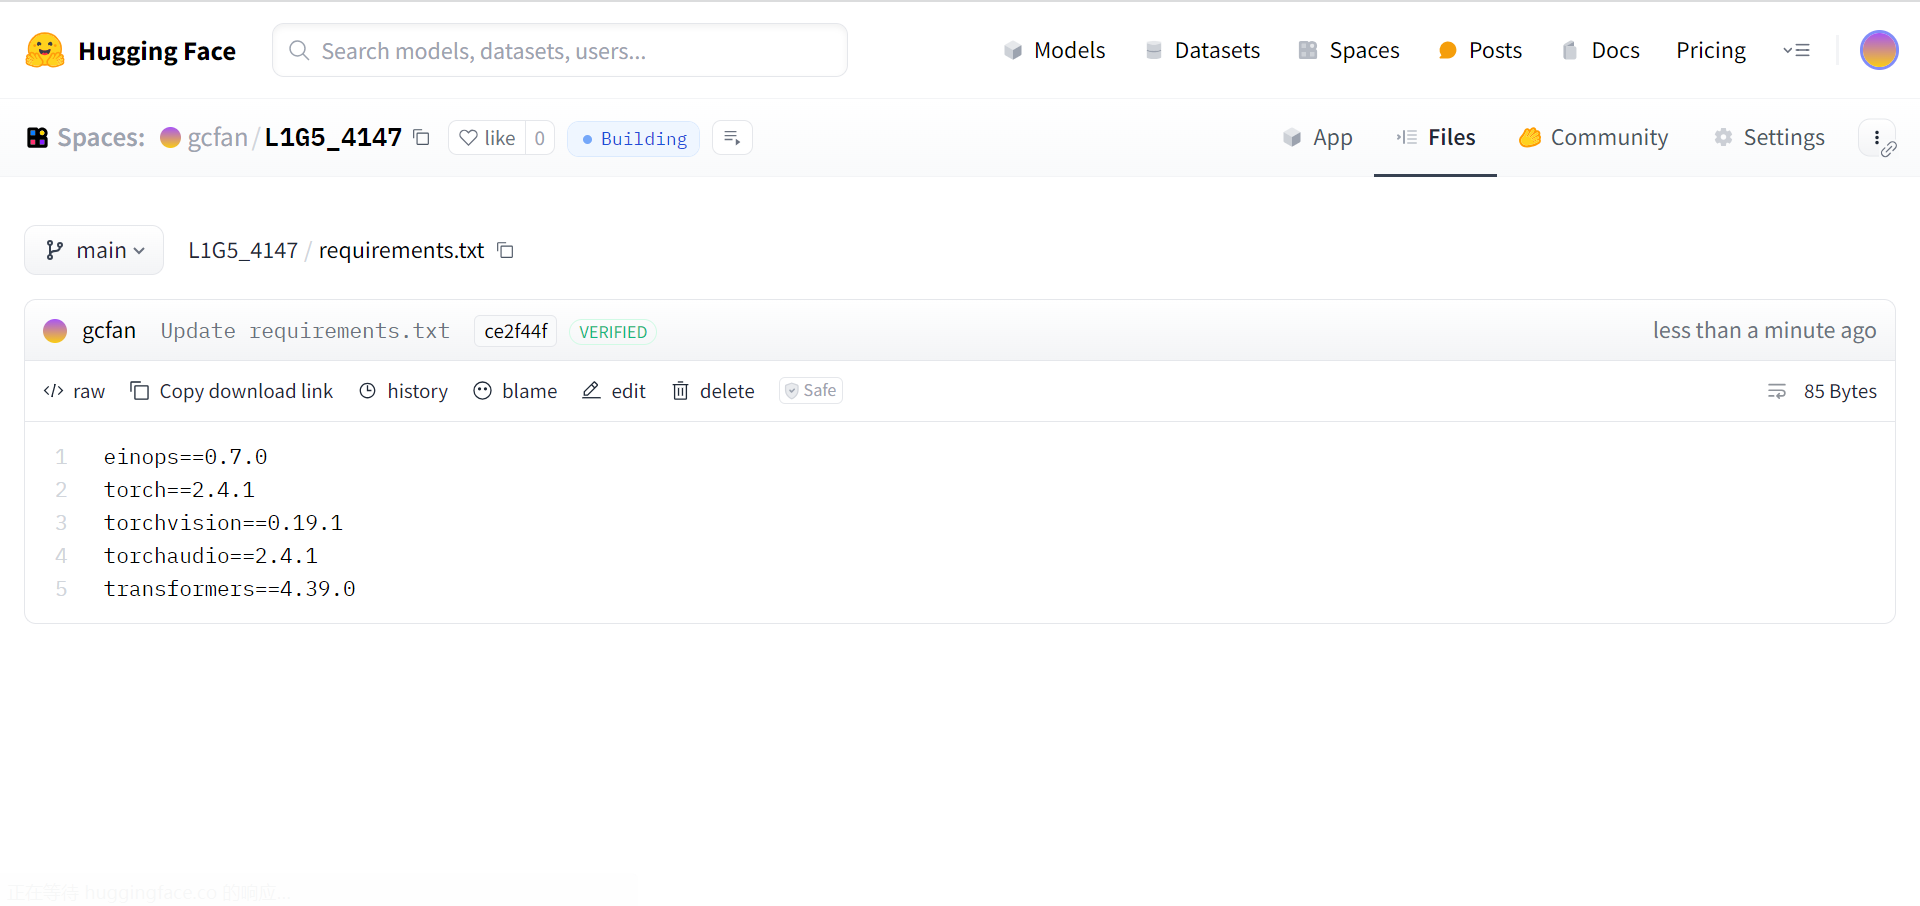 Hugging Face
Search models, datasets, users...
Models
Datasets
Spaces
Posts
Docs
Pricing
Spaces:
gcfan/L1G5_4147
like
0
Building
App
Files
Community
Settings
main
L1G5_4147 / requirements.txt
gcfan
Update requirements.txt
ce2f44f
VERIFIED
less than a minute ago
raw
Copy download link
history
blame
edit
delete
Safe
85 Bytes
1 einops==0.7.0
2 torch==2.4.1
3 torchvision==0.19.1
4 torchaudio==2.4.1
5 transformers==4.39.0
正在等待 huggingface.co 的响应...